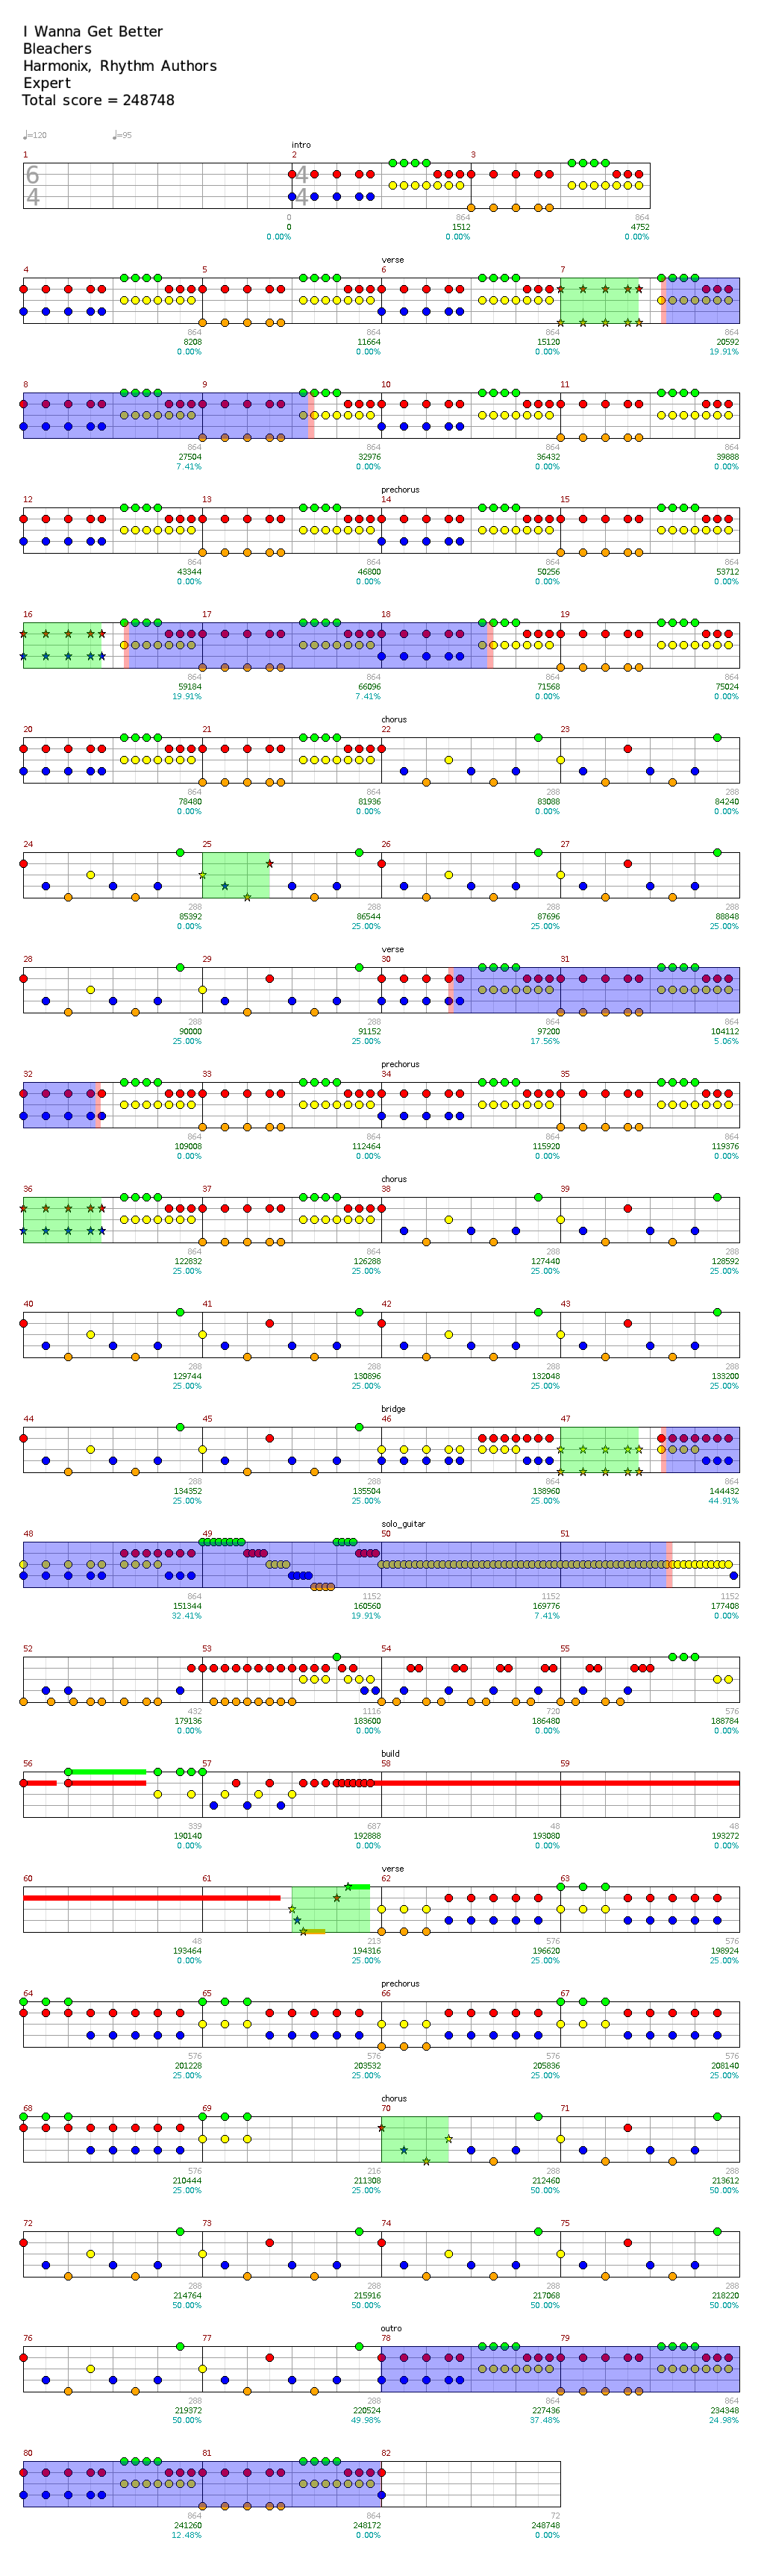 I Wanna Get Better
Bleachers
Harmonix, Rhythm Authors
Expert
Total score = 248748
♩=120 ♩=95
intro
1 2 3
6 4
4 4
0 864 864
0 1512 4752
0.00% 0.00% 0.00%
verse
4 5 6 7
864 864 864 864
8208 11664 15120 20592
0.00% 0.00% 0.00% 19.91%
8 9 10 11
864 864 864 864
27504 32976 36432 39888
7.41% 0.00% 0.00% 0.00%
prechorus
12 13 14 15
864 864 864 864
43344 46800 50256 53712
0.00% 0.00% 0.00% 0.00%
16 17 18 19
864 864 864 864
59184 66096 71568 75024
19.91% 7.41% 0.00% 0.00%
chorus
20 21 22 23
864 864 288 288
78480 81936 83088 84240
0.00% 0.00% 0.00% 0.00%
24 25 26 27
288 288 288 288
85392 86544 87696 88848
0.00% 25.00% 25.00% 25.00%
verse
28 29 30 31
288 288 864 864
90000 91152 97200 104112
25.00% 25.00% 17.56% 5.06%
prechorus
32 33 34 35
864 864 864 864
109008 112464 115920 119376
0.00% 0.00% 0.00% 0.00%
chorus
36 37 38 39
864 864 288 288
122832 126288 127440 128592
25.00% 25.00% 25.00% 25.00%
40 41 42 43
288 288 288 288
129744 130896 132048 133200
25.00% 25.00% 25.00% 25.00%
bridge
44 45 46 47
288 288 864 864
134352 135504 138960 144432
25.00% 25.00% 25.00% 44.91%
solo_guitar
48 49 50 51
864 1152 1152 1152
151344 160560 169776 177408
32.41% 19.91% 7.41% 0.00%
52 53 54 55
432 1116 720 576
179136 183600 186480 188784
0.00% 0.00% 0.00% 0.00%
build
56 57 58 59
339 687 48 48
190140 192888 193080 193272
0.00% 0.00% 0.00% 0.00%
verse
60 61 62 63
48 213 576 576
193464 194316 196620 198924
0.00% 25.00% 25.00% 25.00%
prechorus
64 65 66 67
576 576 576 576
201228 203532 205836 208140
25.00% 25.00% 25.00% 25.00%
chorus
68 69 70 71
576 216 288 288
210444 211308 212460 213612
25.00% 25.00% 50.00% 50.00%
72 73 74 75
288 288 288 288
214764 215916 217068 218220
50.00% 50.00% 50.00% 50.00%
outro
76 77 78 79
288 288 864 864
219372 220524 227436 234348
50.00% 49.98% 37.48% 24.98%
80 81 82
864 864 72
241260 248172 248748
12.48% 0.00% 0.00%